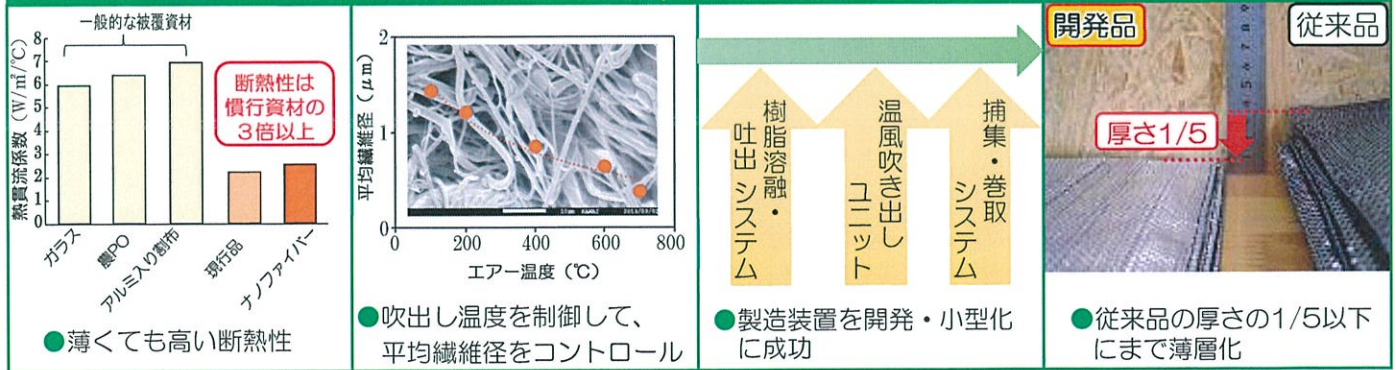 一般的な被覆資材
熱貫流係数(W/㎡/℃)
8
7
6
5
4
3
2
1
0
断熱性は
慣行資材の
3倍以上
ガラス
農PO
アルミ入り割布
現行品
ナノファイバー
●薄くても高い断熱性
平均繊維径(μm)
2
1
0
0
200
400
600
800
エアー温度(℃)
●吹出し温度を制御して、
平均繊維径をコントロール
樹脂溶融・
吐出 システム
温風吹き出し
ユニット
捕集・巻取
システム
●製造装置を開発・小型化
に成功
開発品
従来品
厚さ1/5
●従来品の厚さの1/5以下
にまで薄層化